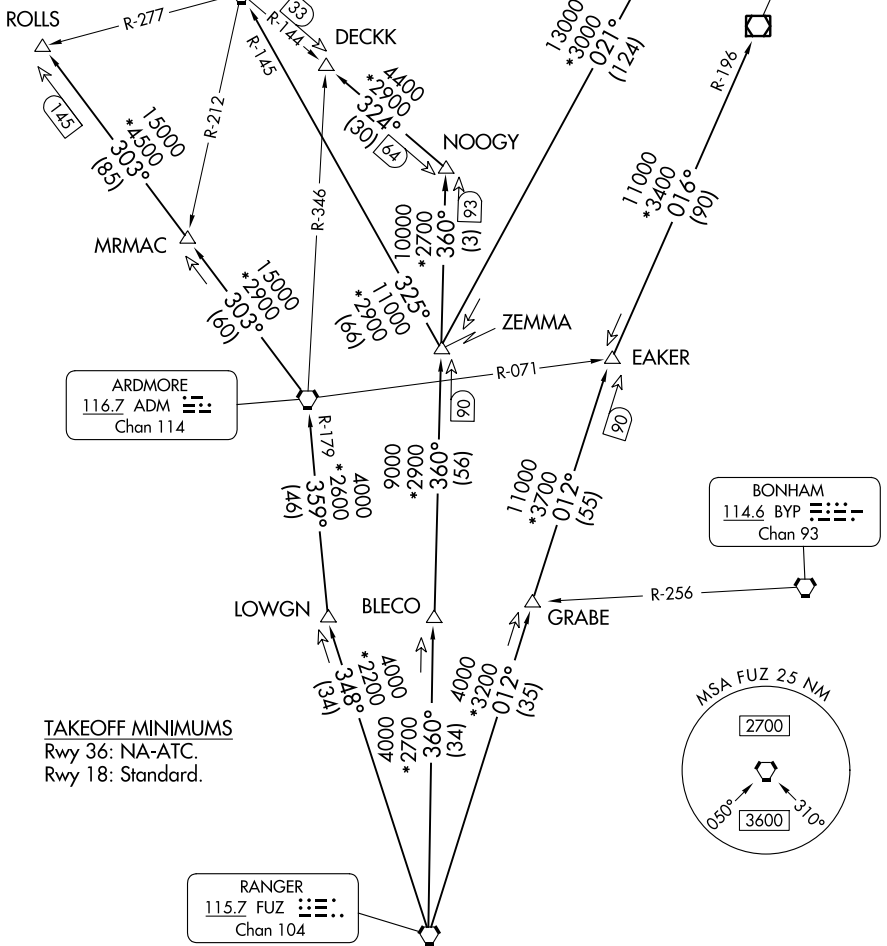 ROLLS
R-277
33
R-144
DECKK
R-145
13000
*3000
021°
(124)
R-196
145
15000
*4500
303°
(85)
R-212
4400
*2900
324°
(30)
64
NOOGY
R-346
93
10000
*2700
360°
(3)
11000
*3400
016°
(90)
MRMAC
15000
*2900
303°
(60)
325°
11000
*2900
(66)
ZEMMA
EAKER
R-071
ARDMORE
116.7 ADM
Chan 114
R-179
90
90
4000
*2600
359°
(46)
9000
*2900
360°
(56)
11000
*3700
012°
(55)
BONHAM
114.6 BYP
Chan 93
R-256
LOWGN
BLECO
GRABE
4000
*2200
348°
(34)
4000
*2700
360°
(34)
4000
*3200
012°
(35)
MSA FUZ 25 NM
2700
050°
310°
3600
TAKEOFF MINIMUMS
Rwy 36: NA-ATC.
Rwy 18: Standard.
RANGER
115.7 FUZ
Chan 104